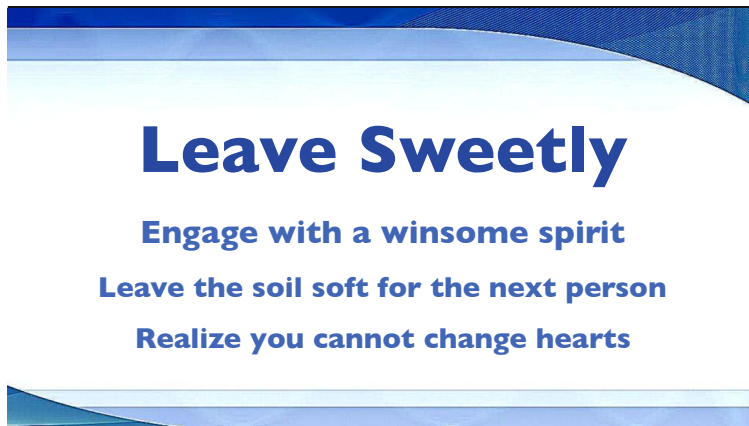 Leave Sweetly
Engage with a winsome spirit
Leave the soil soft for the next person
Realize you cannot change hearts